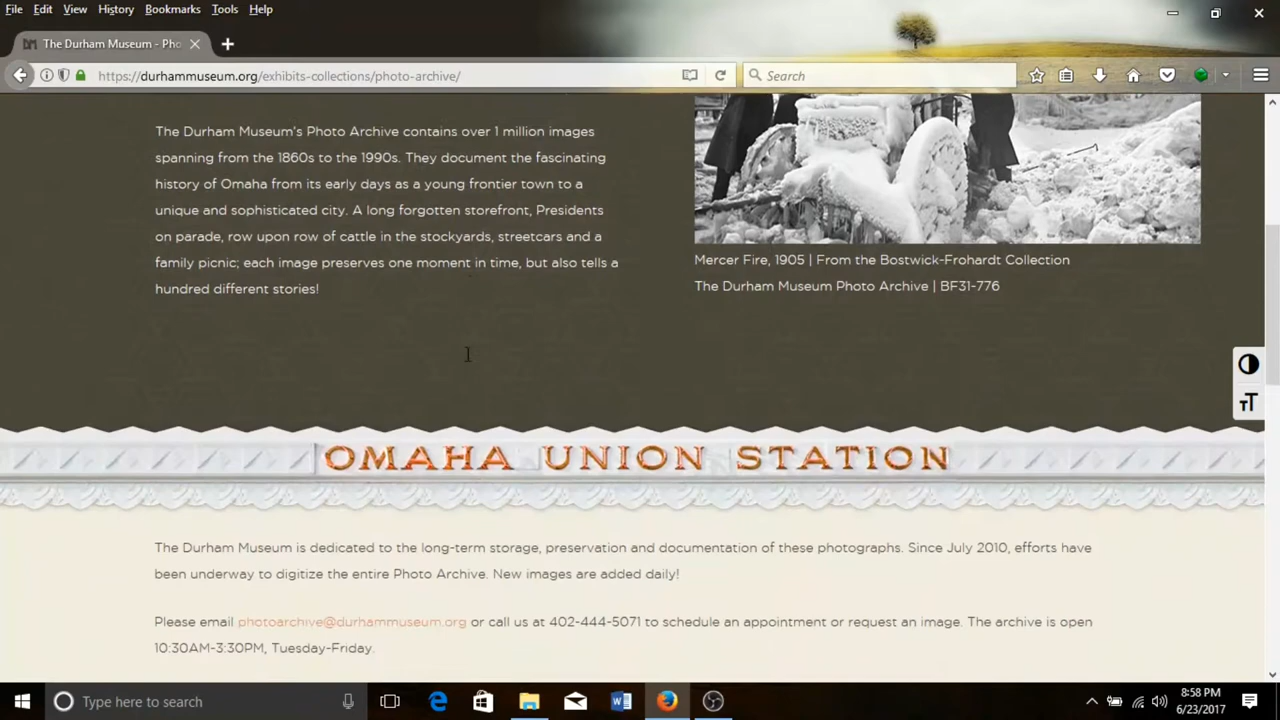 File Edit View History Bookmarks Tools Help
The Durham Museum - Pho
https://durhammuseum.org/exhibits-collections/photo-archive/
Search
The Durham Museum's Photo Archive contains over 1 million images
spanning from the 1860s to the 1990s. They document the fascinating
history of Omaha from its early days as a young frontier town to a
unique and sophisticated city. A long forgotten storefront, Presidents
on parade, row upon row of cattle in the stockyards, streetcars and a
family picnic; each image preserves one moment in time, but also tells a
hundred different stories!
Mercer Fire, 1905 | From the Bostwick-Frohardt Collection
The Durham Museum Photo Archive | BF31-776
OMAHA UNION STATION
The Durham Museum is dedicated to the long-term storage, preservation and documentation of these photographs. Since July 2010, efforts have
been underway to digitize the entire Photo Archive. New images are added daily!
Please email photoarchive@durhammuseum.org or call us at 402-444-5071 to schedule an appointment or request an image. The archive is open
10:30AM-3:30PM, Tuesday-Friday.
Type here to search
8:58 PM
6/23/2017